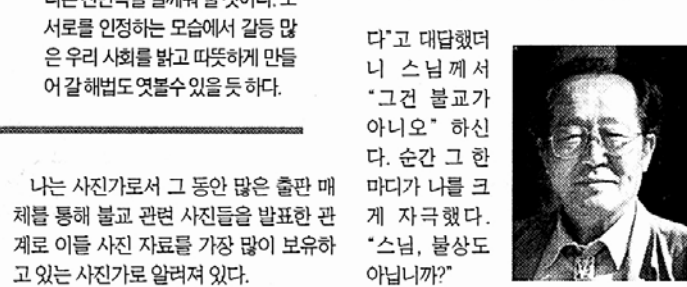 서로를 인정하는 모습에서 갈등 많
은 우리 사회를 밝고 따뜻하게 만들
어 갈 해법도 엿볼수 있을 듯 하다.
나는 사진가로서 그 동안 많은 출판 매
체를 통해 불교 관련 사진들을 발표한 관
계로 이들 사진 자료를 가장 많이 보유하
고 있는 사진가로 알려져 있다.
다"고 대답했더
니 스님께서
"그건 불교가
아니오" 하신
다. 순간 그 한
마디가 나를 크
게 자극했다.
"스님, 불상도
아닙니까?"